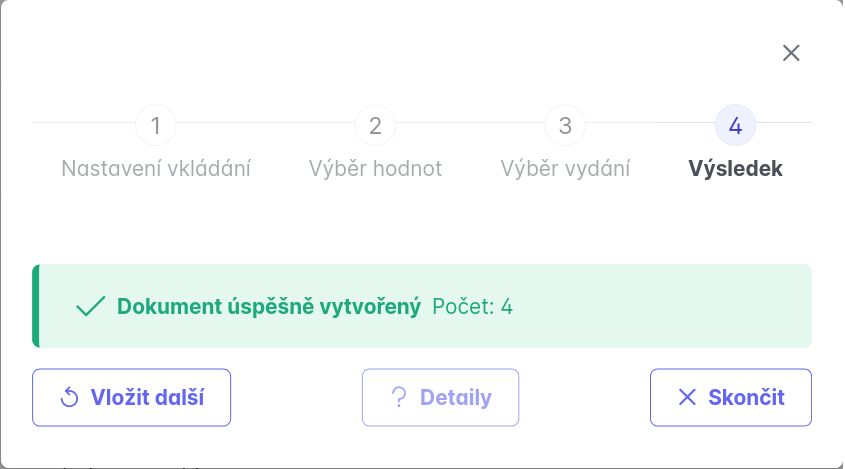 1 2 3 4
Nastavení vkládání Výběr hodnot Výběr vydání Výsledek
Dokument úspěšně vytvořený Počet: 4
Vložit další ? Detaily Skončit